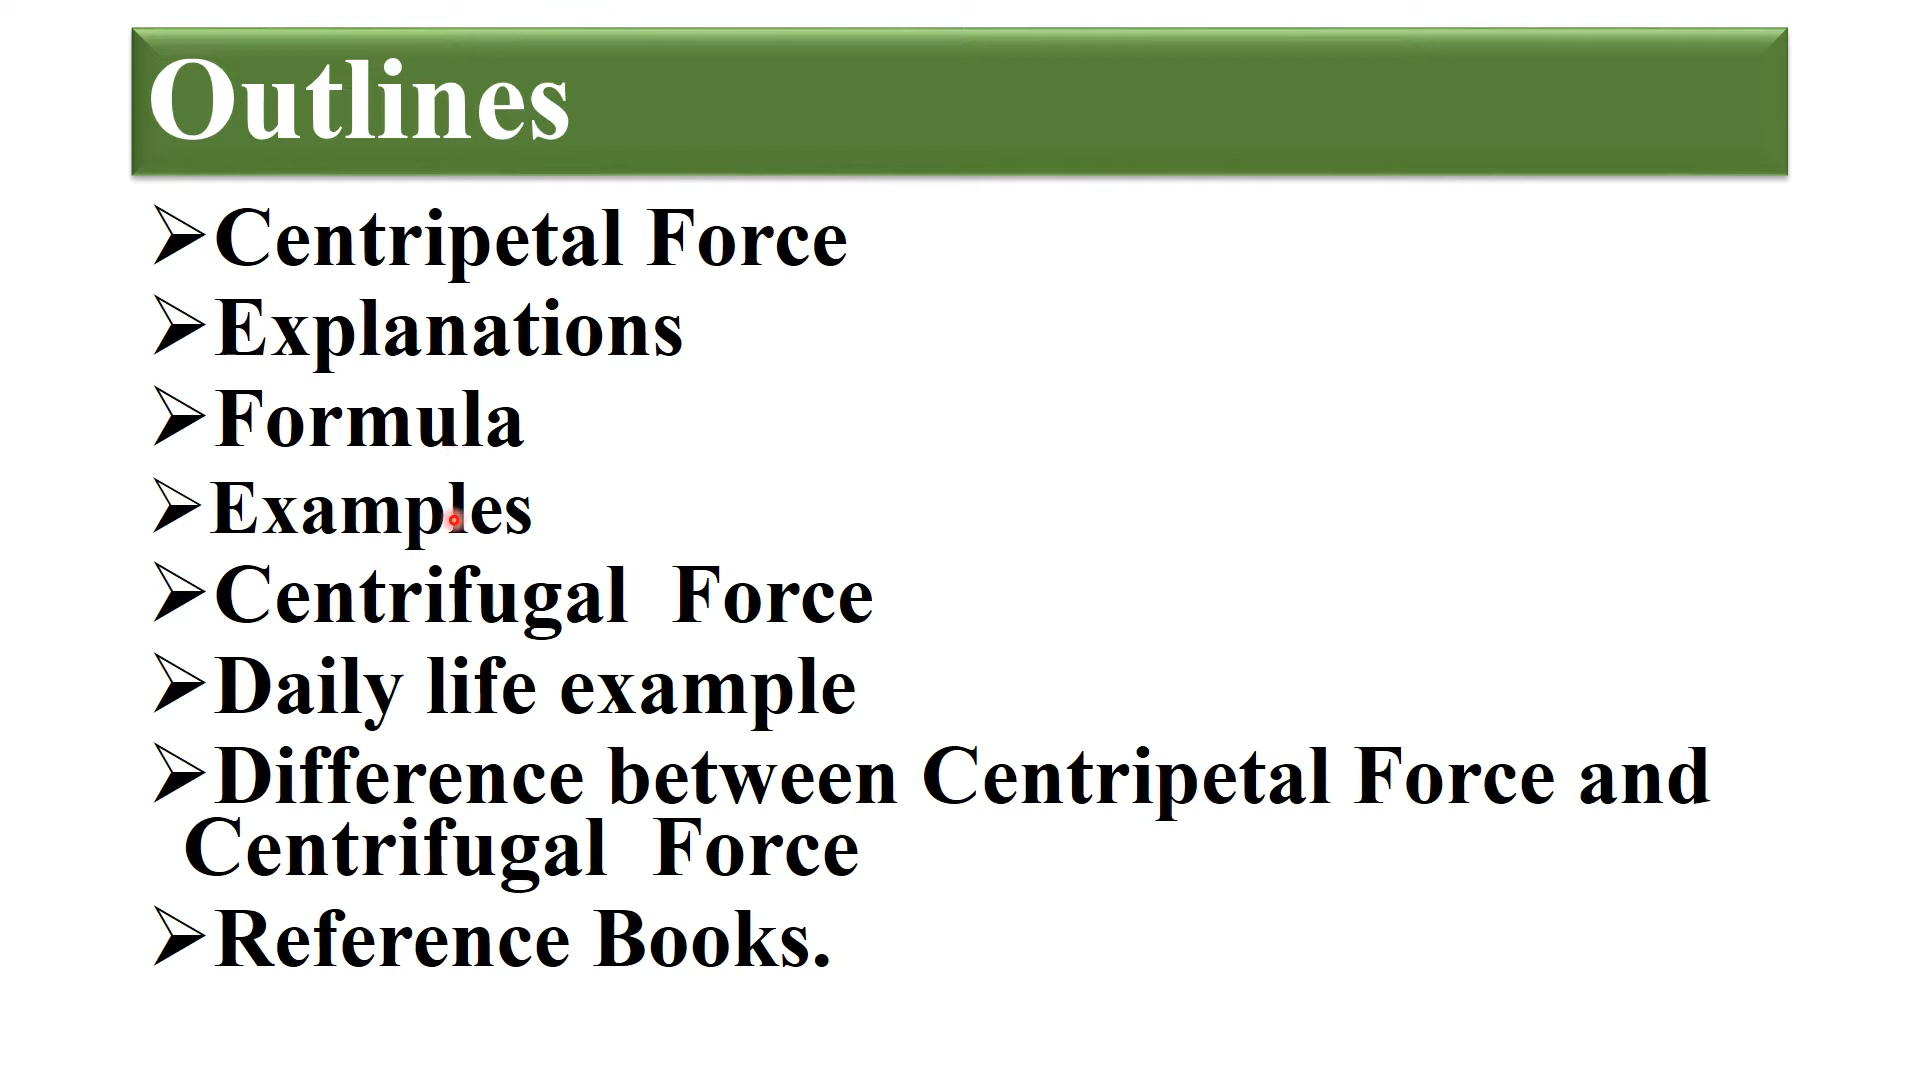 Outlines
➢Centripetal Force
➢Explanations
➢Formula
➢Examples
➢Centrifugal  Force
➢Daily life example
➢Difference between Centripetal Force and
Centrifugal  Force
➢Reference Books.